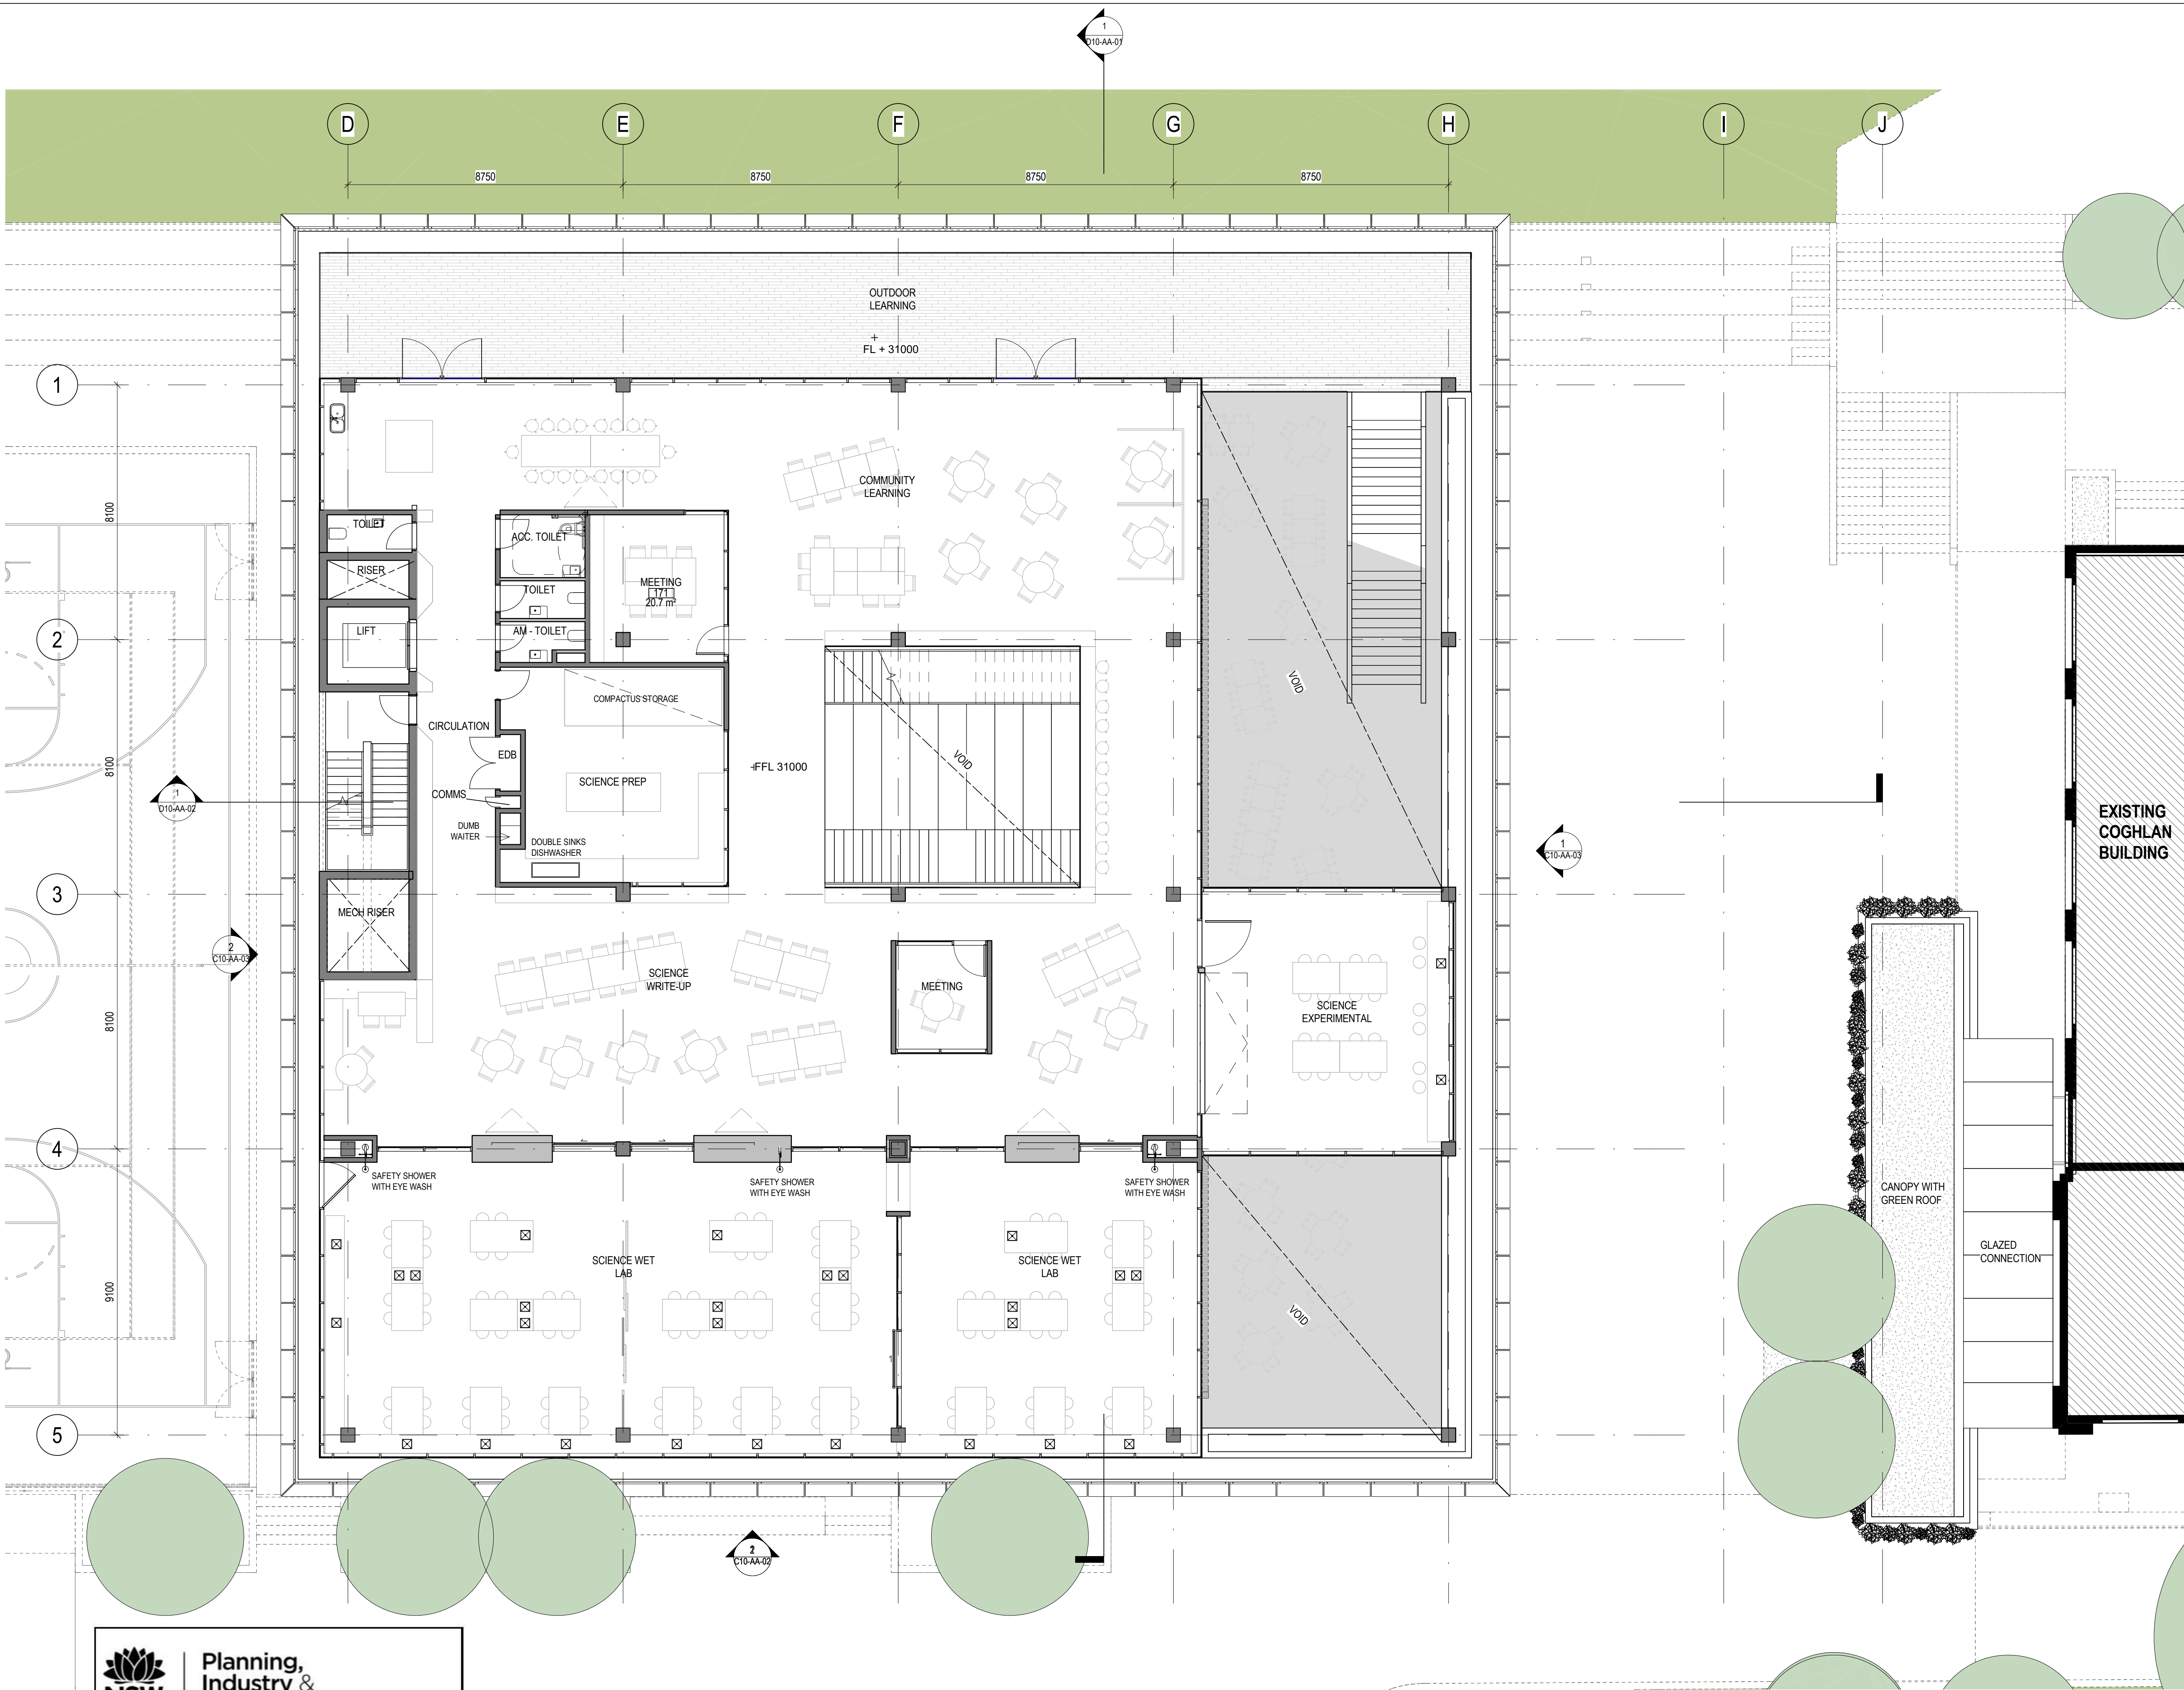 1
D10-AA-01
D
E
F
G
H
I
J
8750
8750
8750
8750
OUTDOOR
LEARNING
FL + 31000
1
8100
COMMUNITY
LEARNING
TOILET
ACC. TOILET
RISER
TOILET
MEETING
171
20.7 m²
LIFT
AM - TOILET
2
VOID
COMPACTUS STORAGE
CIRCULATION
EDB
VOID
8100
FFL 31000
SCIENCE PREP
COMMS
1
D10-AA-02
DUMB
WAITER
DOUBLE SINKS
DISHWASHER
1
C10-AA-03
EXISTING
COGHLAN
BUILDING
3
MECH RISER
2
C10-AA-03
SCIENCE
WRITE-UP
MEETING
SCIENCE
EXPERIMENTAL
8100
4
SAFETY SHOWER
WITH EYE WASH
SAFETY SHOWER
WITH EYE WASH
SAFETY SHOWER
WITH EYE WASH
CANOPY WITH
GREEN ROOF
GLAZED
CONNECTION
SCIENCE WET
LAB
SCIENCE WET
LAB
9100
VOID
5
C10-AA-02
Planning,
Industry &